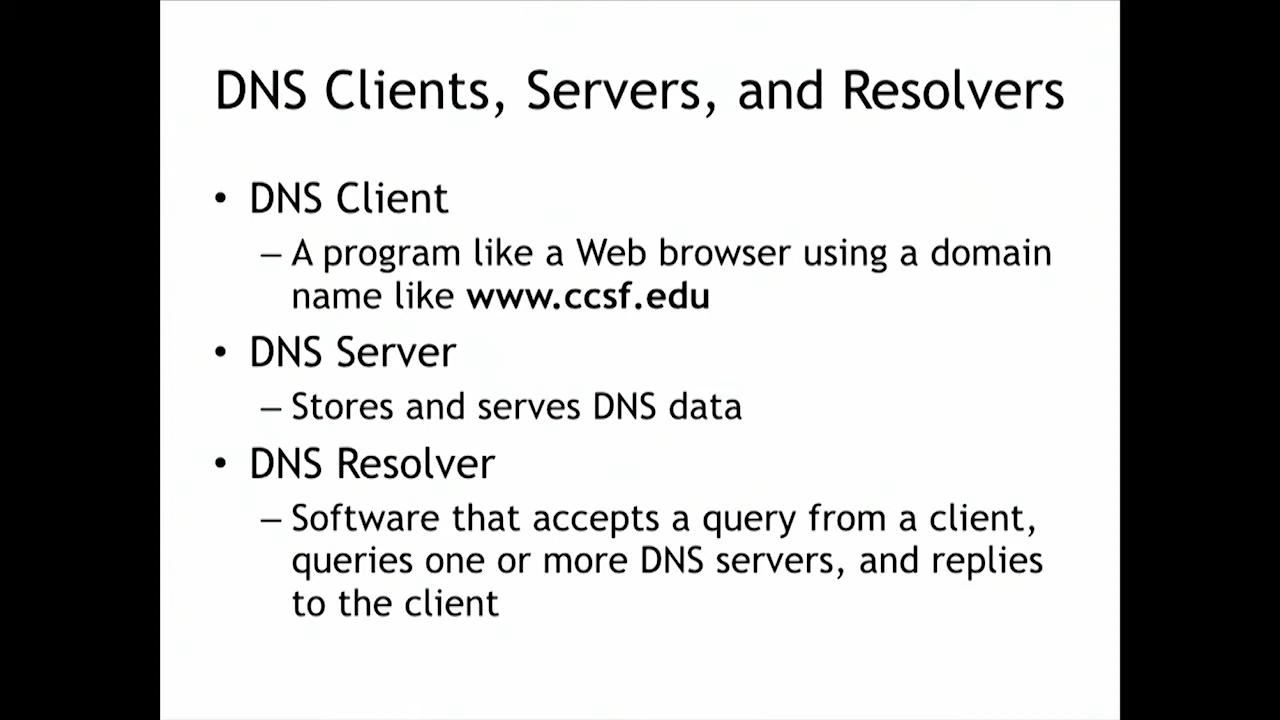 DNS Clients, Servers, and Resolvers
• DNS Client
– A program like a Web browser using a domain
name like www.ccsf.edu
• DNS Server
– Stores and serves DNS data
• DNS Resolver
– Software that accepts a query from a client,
queries one or more DNS servers, and replies
to the client